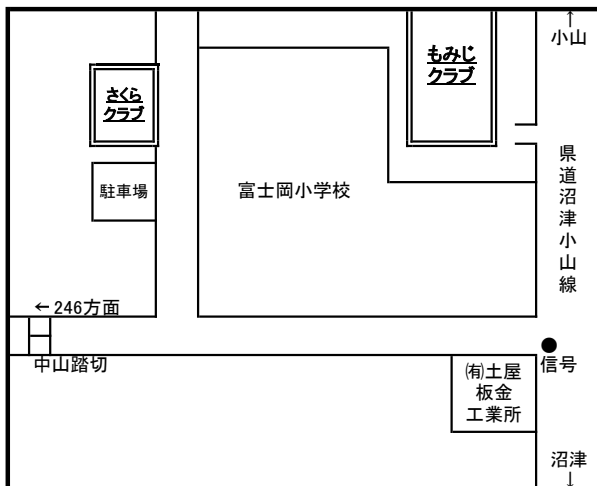 ↑
小山
もみじ
クラブ
さくら
クラブ
駐車場
富士岡小学校
県道沼津小山線
← 246方面
中山踏切
信号
㈲土屋
板金
工業所
沼津
↓